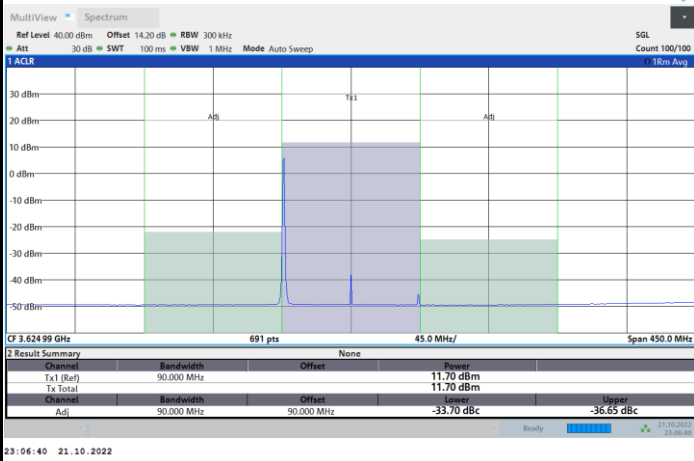 MultiView Spectrum
Ref Level 40.00 dBm Offset 14.20 dB RBW 300 kHz SGL
Att 30 dB SWT 100 ms VBW 1 MHz Mode Auto Sweep Count 100/100
1 ACLR 1Rm Avg
30 dBm
Tx1
20 dBm Adj Adj
10 dBm
0 dBm
-10 dBm
-20 dBm
-30 dBm
-40 dBm
-50 dBm
CF 3.624 99 GHz 691 pts 45.0 MHz/ Span 450.0 MHz
2 Result Summary None
Channel Bandwidth Offset Power
Tx1 (Ref) 90.000 MHz 11.70 dBm
Tx Total 11.70 dBm
Channel Bandwidth Offset Lower Upper
Adj 90.000 MHz 90.000 MHz -33.70 dBc -36.65 dBc
Ready 21.10.2022
23:06:40
23:06:40 21.10.2022